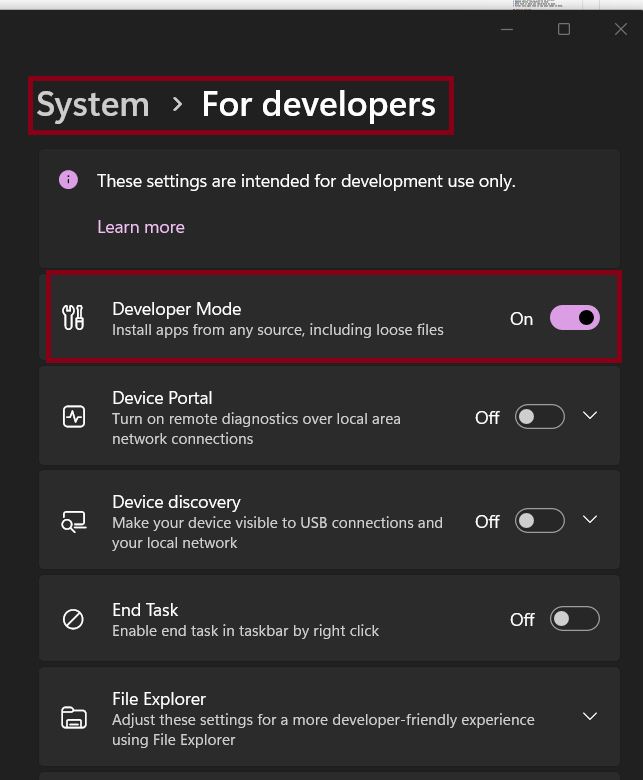 System > For developers
These settings are intended for development use only.
Learn more
Developer Mode
Install apps from any source, including loose files
On
Device Portal
Turn on remote diagnostics over local area
network connections
Off
Device discovery
Make your device visible to USB connections and
your local network
Off
End Task
Enable end task in taskbar by right click
Off
File Explorer
Adjust these settings for a more developer-friendly experience
using File Explorer